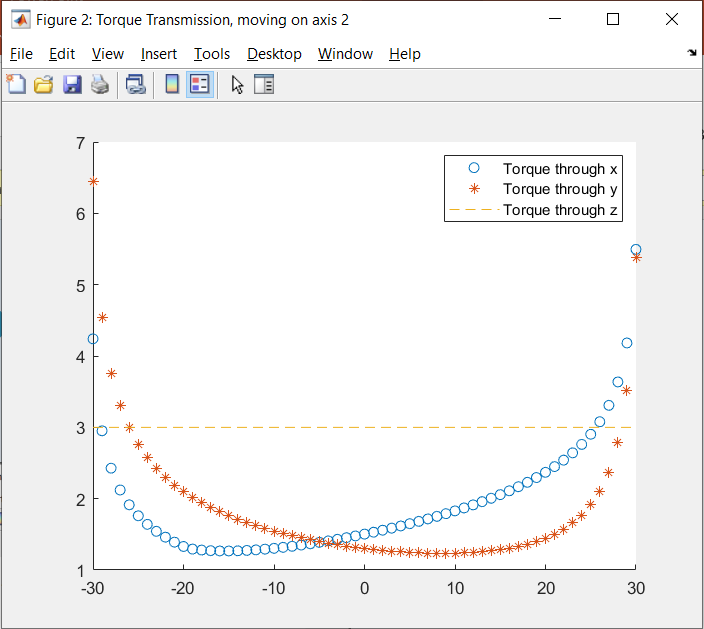 Figure 2: Torque Transmission, moving on axis 2
File Edit View Insert Tools Desktop Window Help
7
Torque through x
Torque through y
Torque through z
6
5
4
3
2
1
-30 -20 -10 0 10 20 30